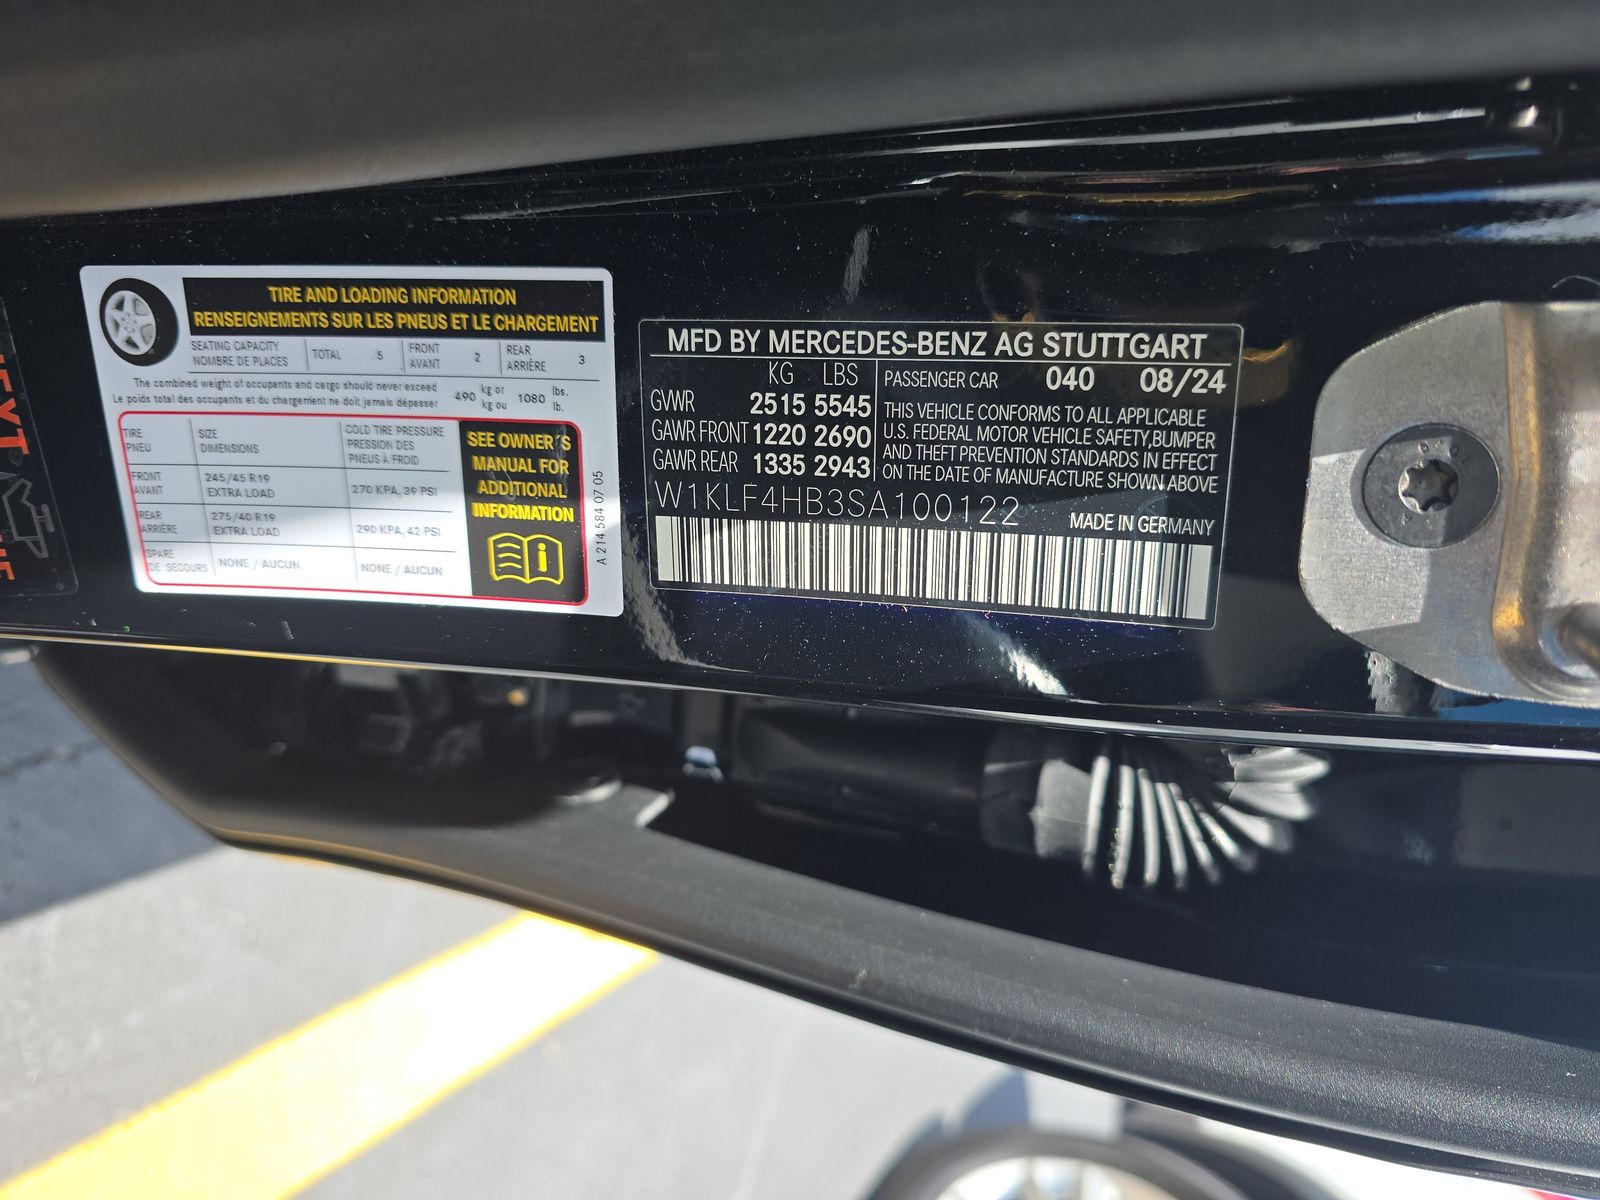 TIRE AND LOADING INFORMATION
RENSEIGNEMENTS SUR LES PNEUS ET LE CHARGEMENT
SEATING CAPACITY
NOMBRE DE PLACES
TOTAL 5
FRONT
AVANT
2
REAR
ARRIÈRE
3
The combined weight of occupants and cargo should never exceed
Le poids total des occupants et du chargement ne doit jamais dépasser
490 kg or
kg ou
1080 lbs.
lb.
TIRE
PNEU
SIZE
DIMENSIONS
COLD TIRE PRESSURE
PRESSION DES
PNEUS À FROID
FRONT
AVANT
245/45 R19
EXTRA LOAD
270 KPA, 39 PSI
REAR
ARRIÈRE
275/40 R19
EXTRA LOAD
290 KPA, 42 PSI
SPARE
DE SECOURS
NONE / AUCUN
NONE / AUCUN
SEE OWNER´S
MANUAL FOR
ADDITIONAL
INFORMATION
A 214 584 07 05
MFD BY MERCEDES-BENZ AG STUTTGART
KG LBS
GVWR 2515 5545
GAWR FRONT 1220 2690
GAWR REAR 1335 2943
PASSENGER CAR 040 08/24
THIS VEHICLE CONFORMS TO ALL APPLICABLE
U.S. FEDERAL MOTOR VEHICLE SAFETY,BUMPER
AND THEFT PREVENTION STANDARDS IN EFFECT
ON THE DATE OF MANUFACTURE SHOWN ABOVE
W1KLF4HB3SA100122
MADE IN GERMANY